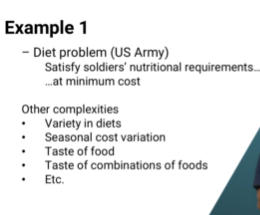 Example 1
– Diet problem (US Army)
Satisfy soldiers' nutritional requirements...
...at minimum cost
Other complexities
• Variety in diets
• Seasonal cost variation
• Taste of food
• Taste of combinations of foods
• Etc.